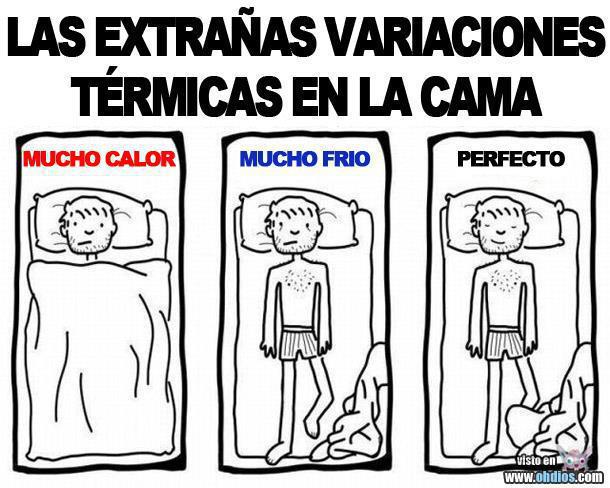 LAS EXTRAÑAS VARIACIONES
TÉRMICAS EN LA CAMA
MUCHO CALOR
MUCHO FRIO
PERFECTO
visto en
www.ohdios.com